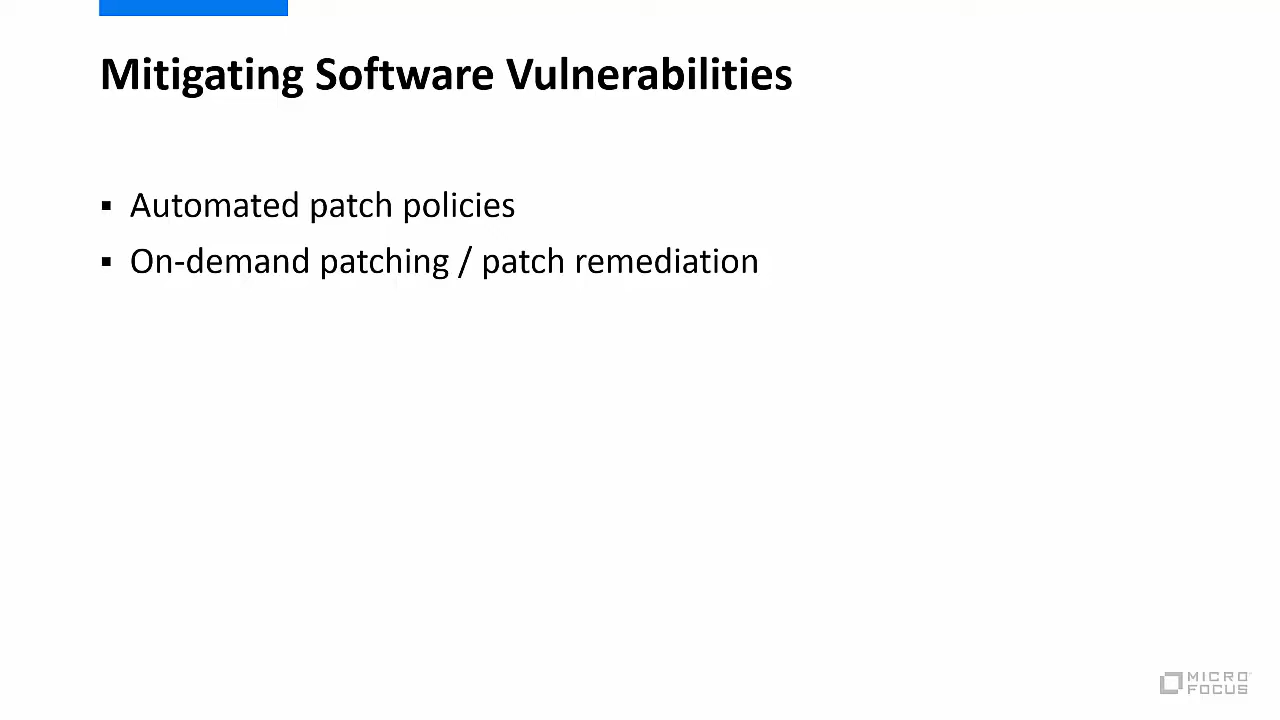 Mitigating Software Vulnerabilities
▪ Automated patch policies
▪ On-demand patching / patch remediation
MICRO
FOCUS